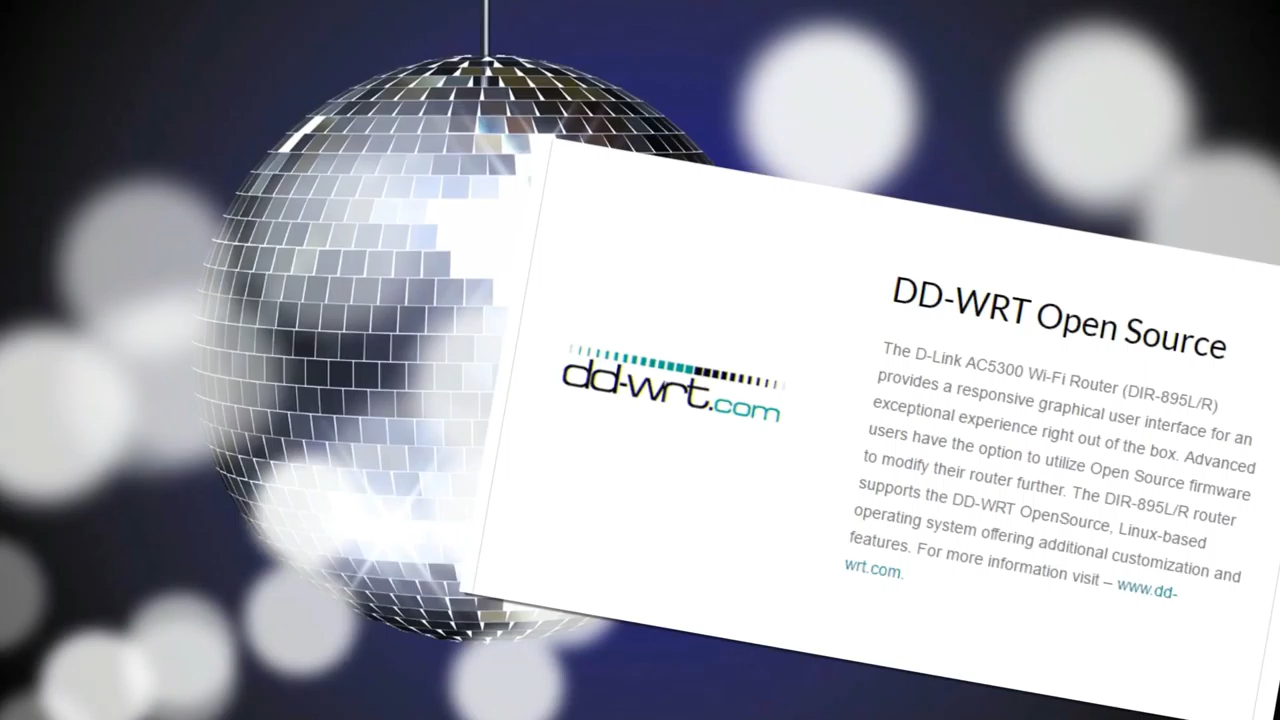 dd-wrt.com
DD-WRT Open Source
The D-Link AC5300 Wi-Fi Router (DIR-895L/R)
provides a responsive graphical user interface for an
exceptional experience right out of the box. Advanced
users have the option to utilize Open Source firmware
to modify their router further. The DIR-895L/R router
supports the DD-WRT OpenSource, Linux-based
operating system offering additional customization and
features. For more information visit – www.dd-
wrt.com.